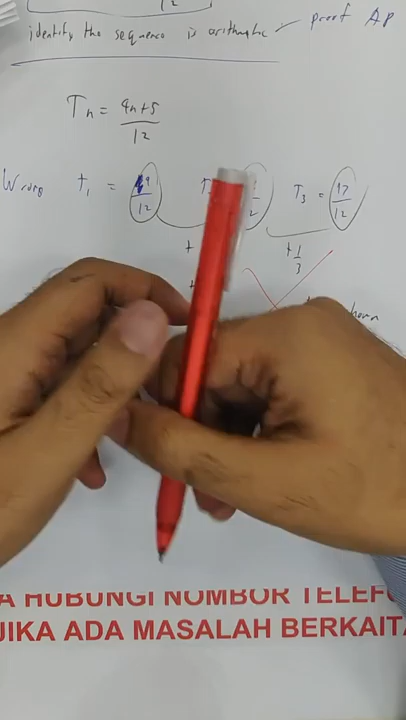 12
identify the sequence is arithmetic proof AP
Tn = 4n+5 / 12
Wrong t1 = 9/12 T T3 = 17/12
+ + 1/3
A HUBUNGI NOMBOR TELEF
JIKA ADA MASALAH BERKAIT